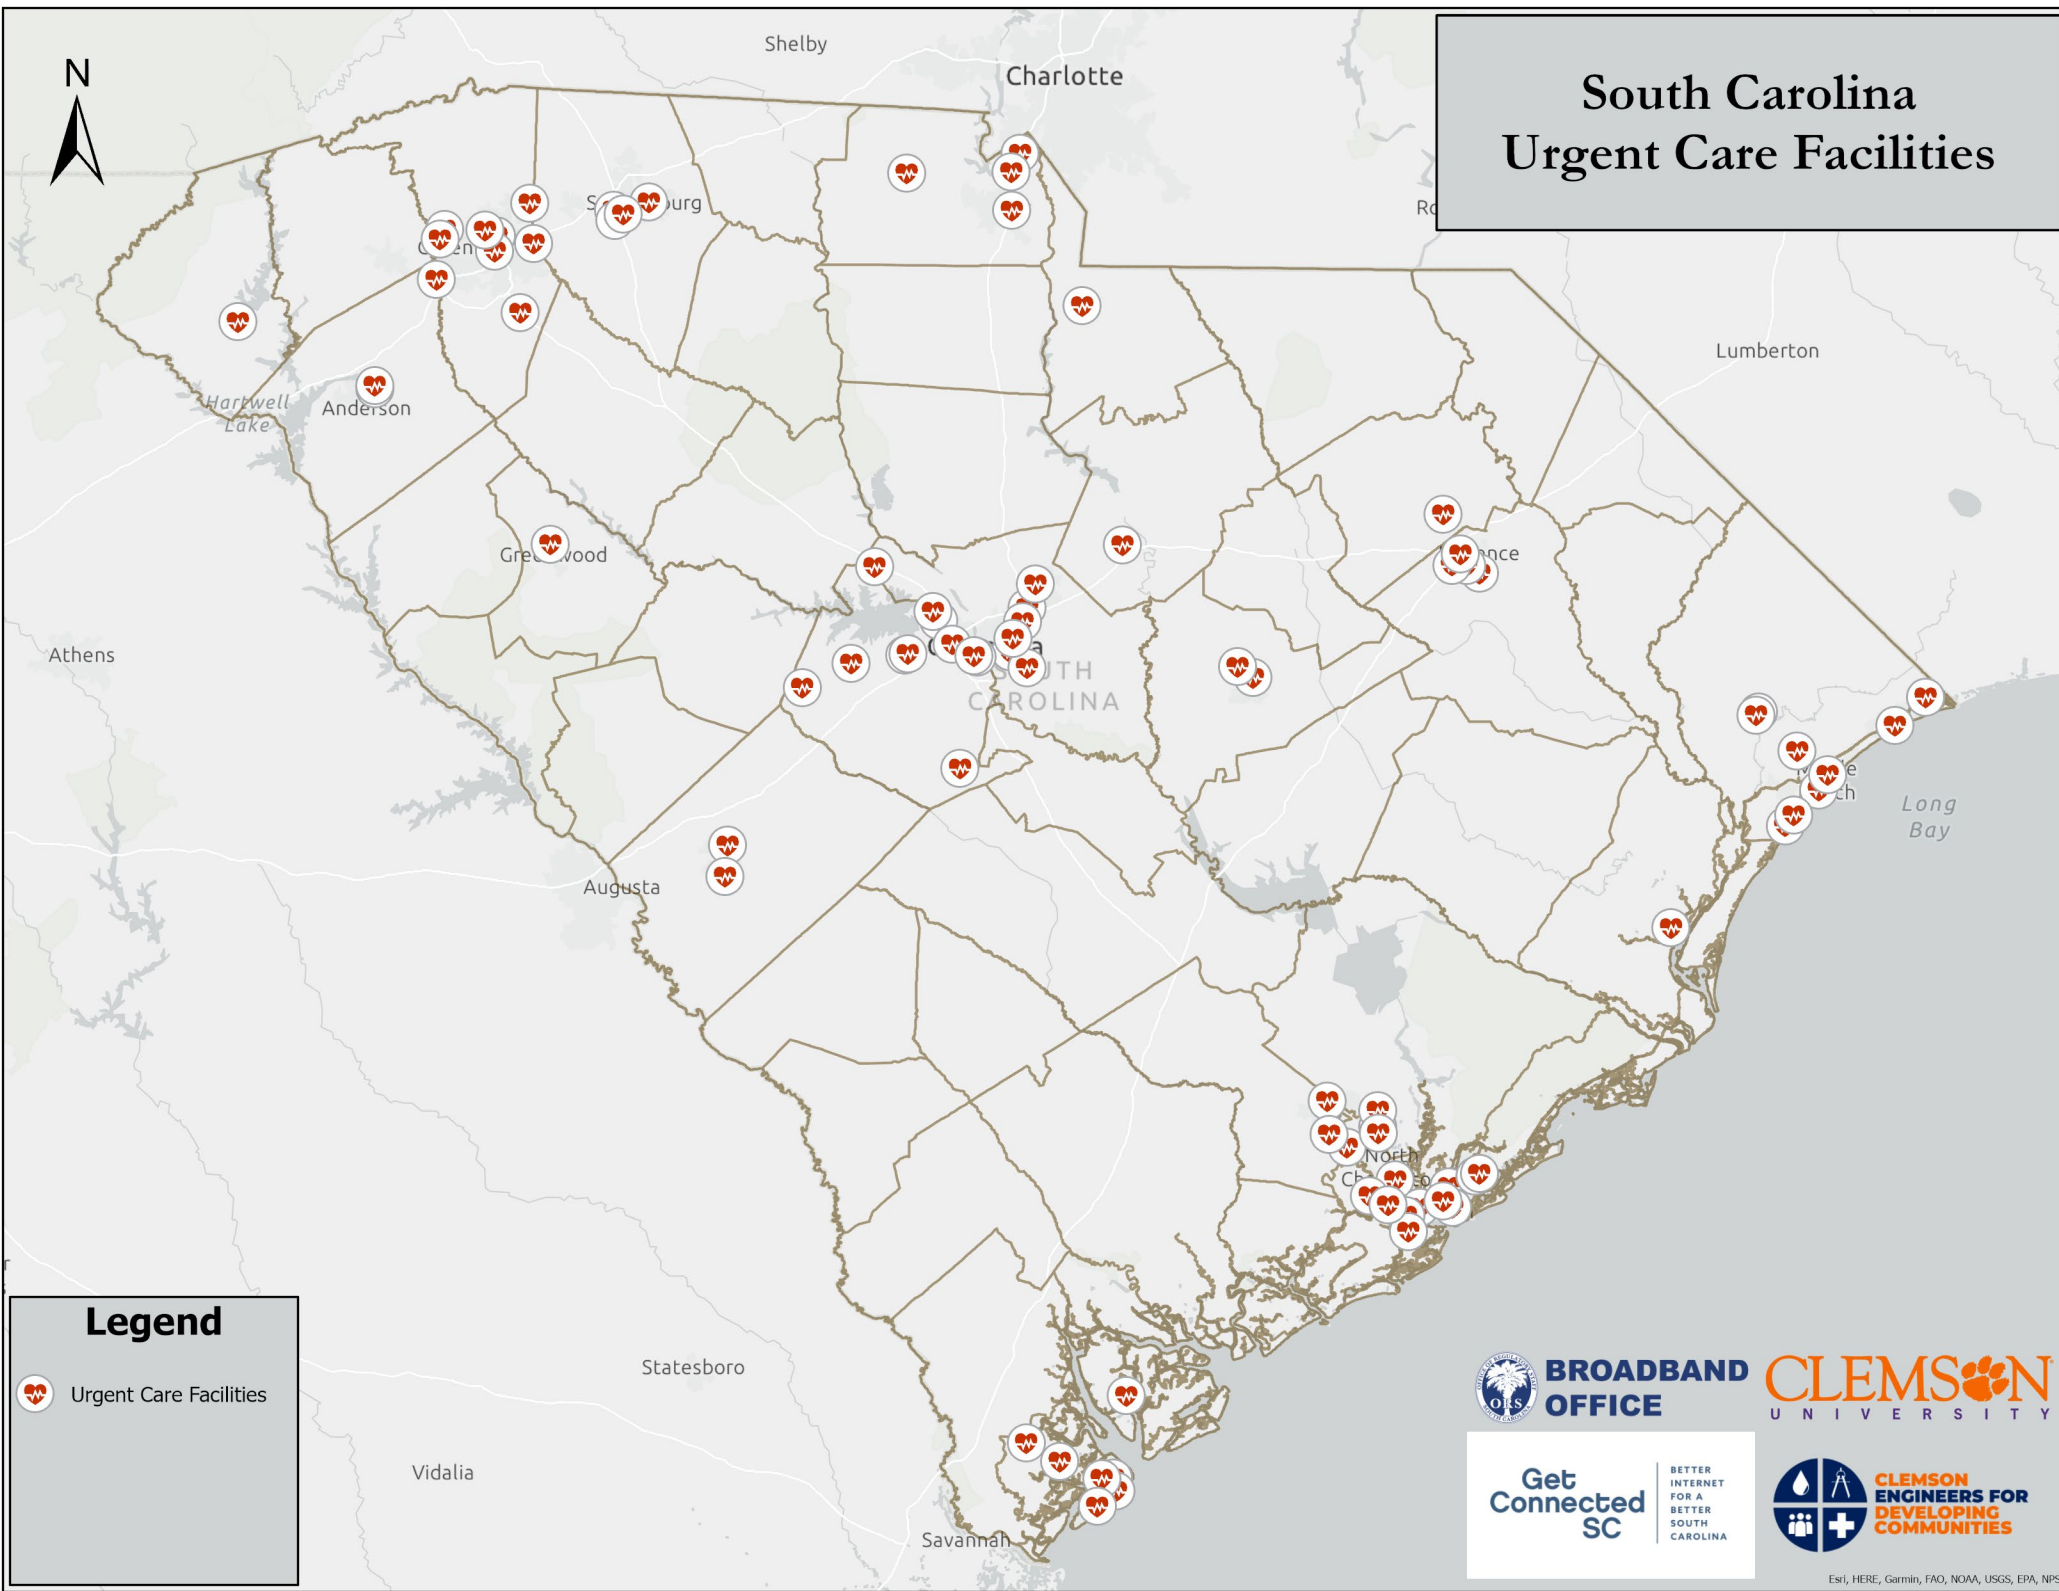 Shelby
Charlotte
South Carolina
Urgent Care Facilities
N
Lumberton
Hartwell
Lake
Anderson
Athens
SOUTH
CAROLINA
Long
Bay
Augusta
North
Legend
Urgent Care Facilities
Statesboro
Vidalia
Savannah
ORS
BROADBAND
OFFICE
CLEMSON
UNIVERSITY
Get
Connected
SC
BETTER
INTERNET
FOR A
BETTER
SOUTH
CAROLINA
CLEMSON
ENGINEERS FOR
DEVELOPING
COMMUNITIES
Esri, HERE, Garmin, FAO, NOAA, USGS, EPA, NPS